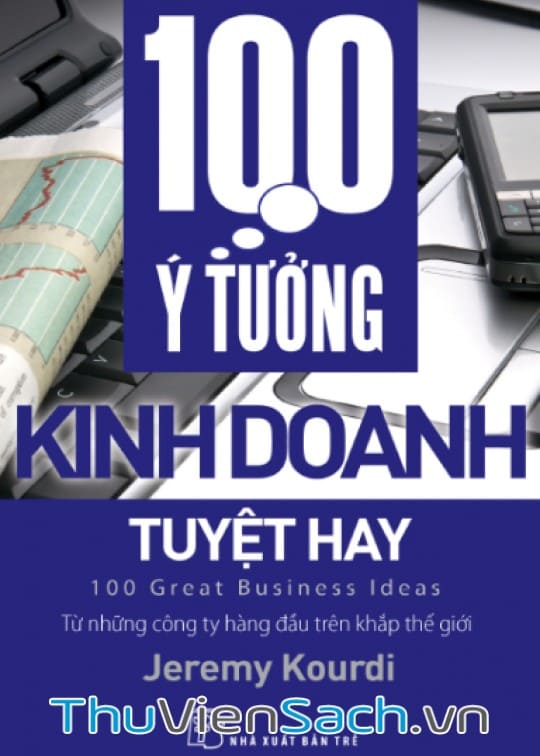 100
Ý TƯỞNG
KINH DOANH
TUYỆT HAY
100 Great Business Ideas
Từ những công ty hàng đầu trên khắp thế giới
Jeremy Kourdi
ThuVienSach.vn
NHÀ XUẤT BẢN TRẺ